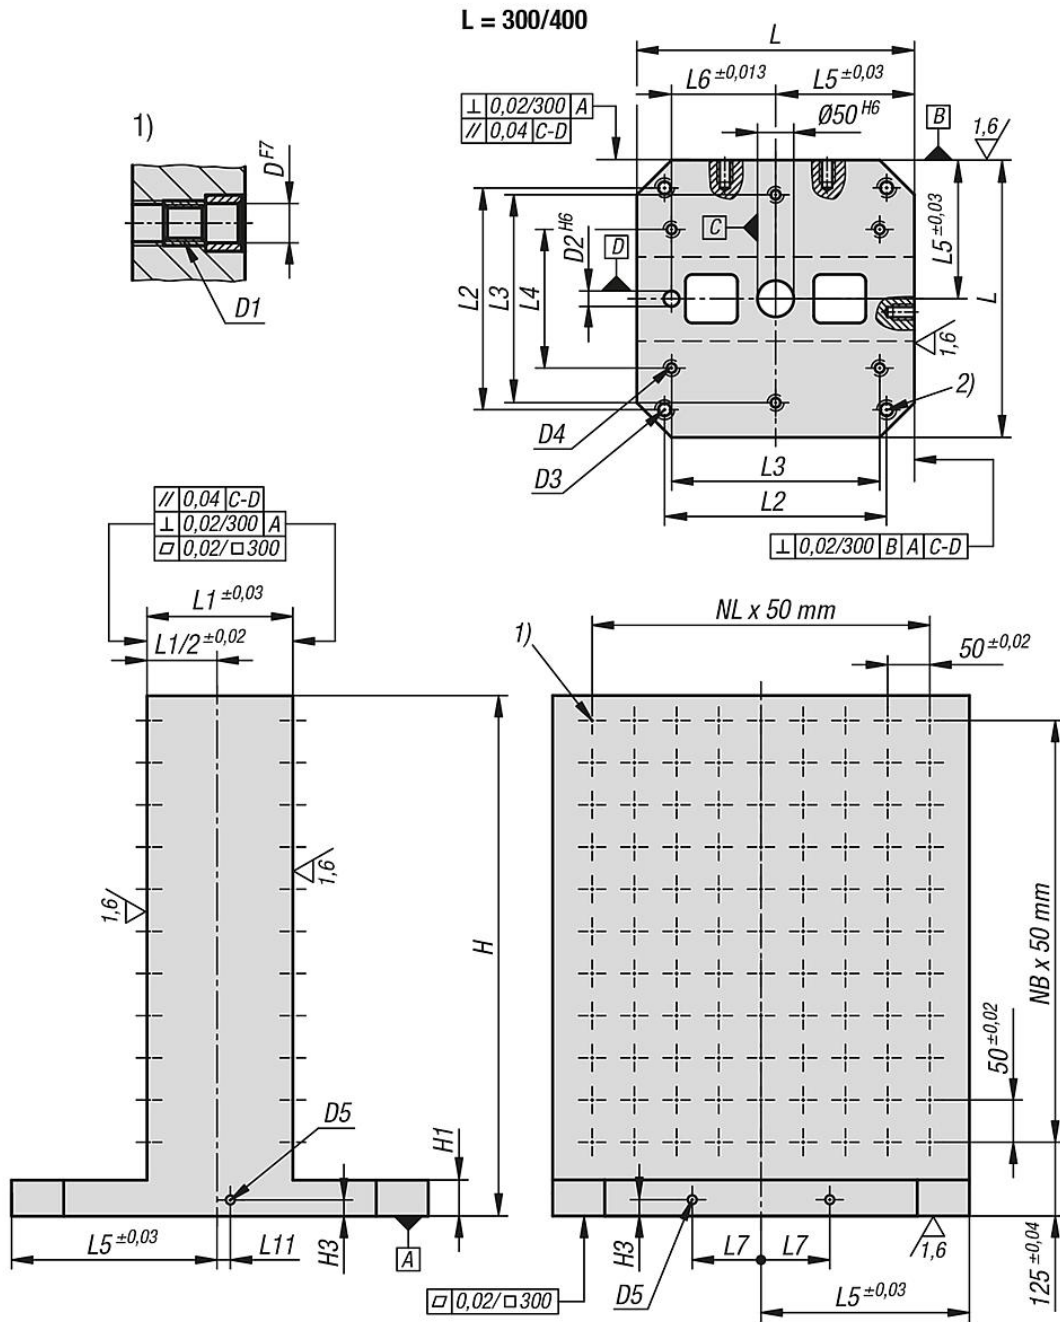 L = 300/400
L
L6 ±0,013
L5 ±0,03
⊥ 0,02/300 A
// 0,04 C-D
Ø50 H6
B
1,6
1)
D F7
D1
D2 H6
C
D
L5 ±0,03
L
L2
L3
L4
1,6
2)
D4
D3
L3
L2
⊥ 0,02/300 B A C-D
// 0,04 C-D
⊥ 0,02/300 A
⏥ 0,02/□300
L1 ±0,03
L1/2 ±0,02
1)
NL x 50 mm
50 ±0,02
1,6
1,6
H
NB x 50 mm
50 ±0,02
D5
H1
H3
L5 ±0,03
L11
A
⏥ 0,02/□300
H3
D5
L7
L7
L5 ±0,03
1,6
125 ±0,04